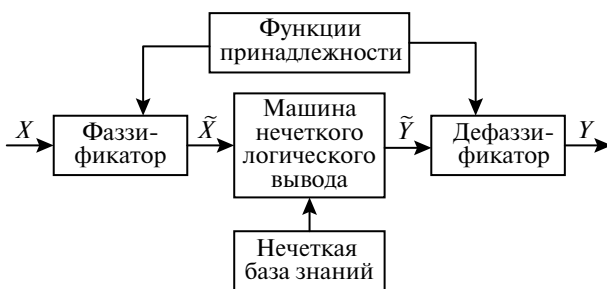 Функции
принадлежности
X
Фаззи-
фикатор
X̃
Машина
нечеткого
логического
вывода
Ỹ
Дефаззи-
фикатор
Y
Нечеткая
база знаний